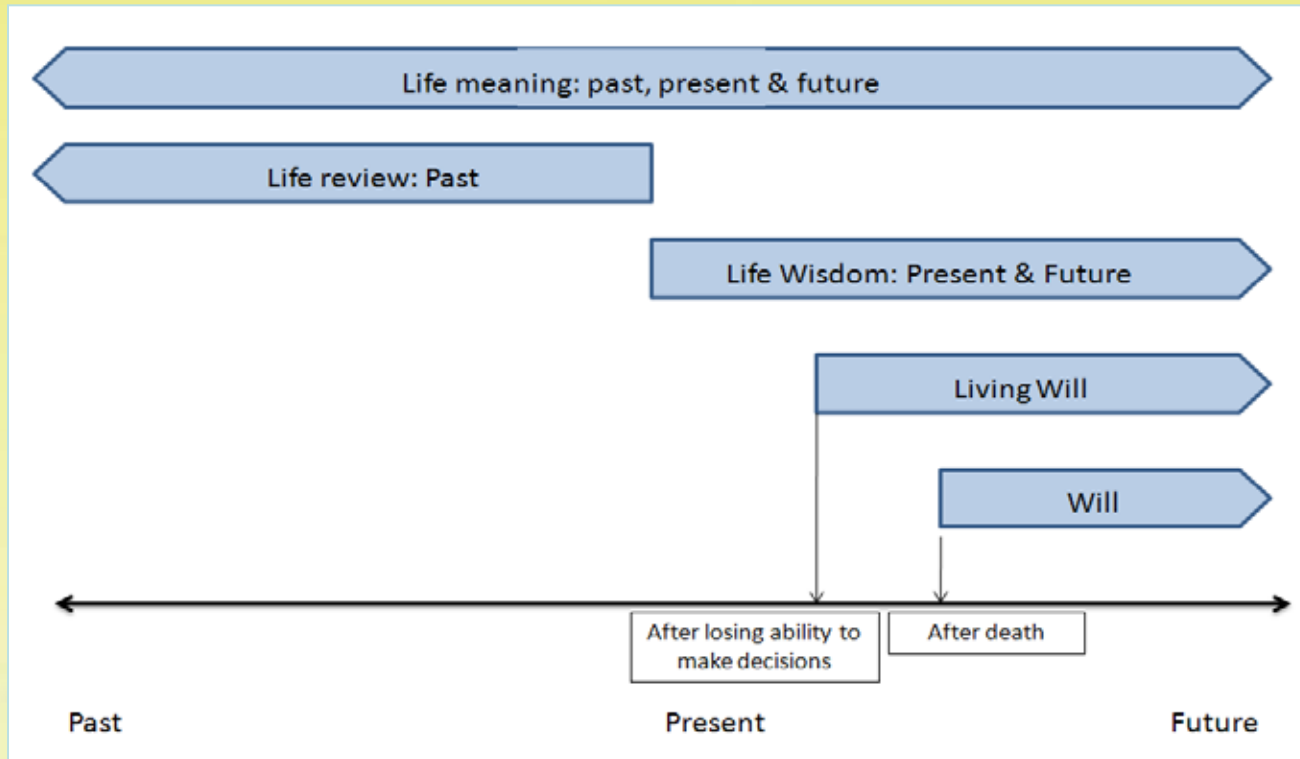 Life meaning: past, present & future
Life review: Past
Life Wisdom: Present & Future
Living Will
Will
After losing ability to
make decisions
After death
Past
Present
Future